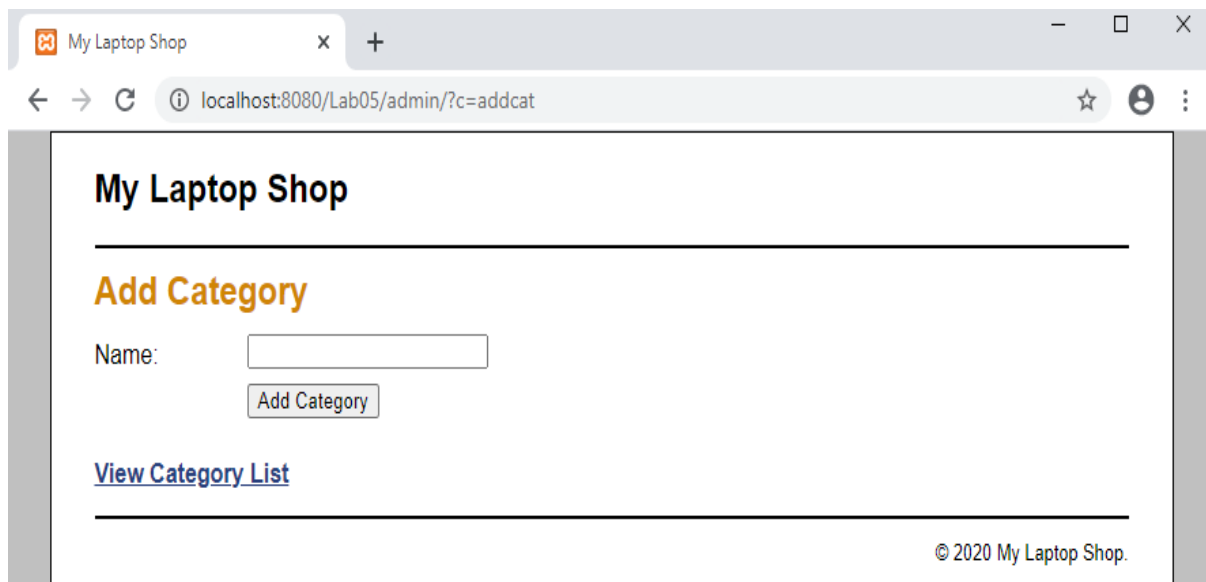 My Laptop Shop
localhost:8080/Lab05/admin/?c=addcat
My Laptop Shop
Add Category
Name:
Add Category
View Category List
© 2020 My Laptop Shop.